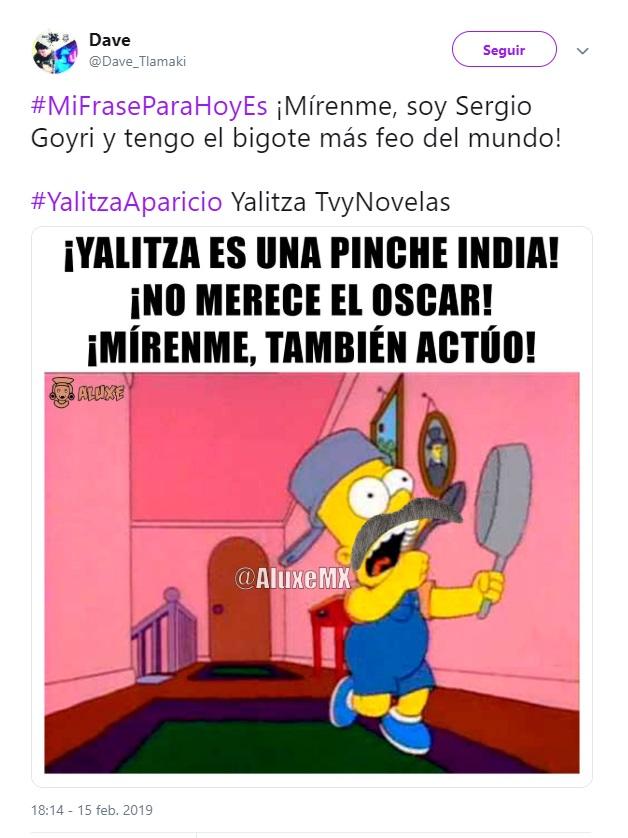 Dave
@Dave_Tlamaki
Seguir
#MiFraseParaHoyEs ¡Mírenme, soy Sergio
Goyri y tengo el bigote más feo del mundo!
#YalitzaAparicio Yalitza TvyNovelas
¡YALITZA ES UNA PINCHE INDIA!
¡NO MERECE EL OSCAR!
¡MÍRENME, TAMBIÉN ACTÚO!
ALUXE
@AluxeMX
18:14 - 15 feb. 2019